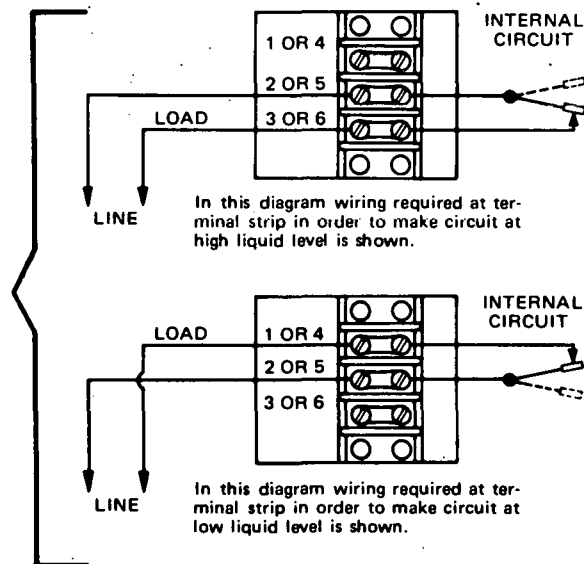 INTERNAL
CIRCUIT
1 OR 4
2 OR 5
LOAD
3 OR 6
LINE
In this diagram wiring required at ter-
minal strip in order to make circuit at
high liquid level is shown.
INTERNAL
CIRCUIT
LOAD
1 OR 4
2 OR 5
3 OR 6
LINE
In this diagram wiring required at ter-
minal strip in order to make circuit at
low liquid level is shown.